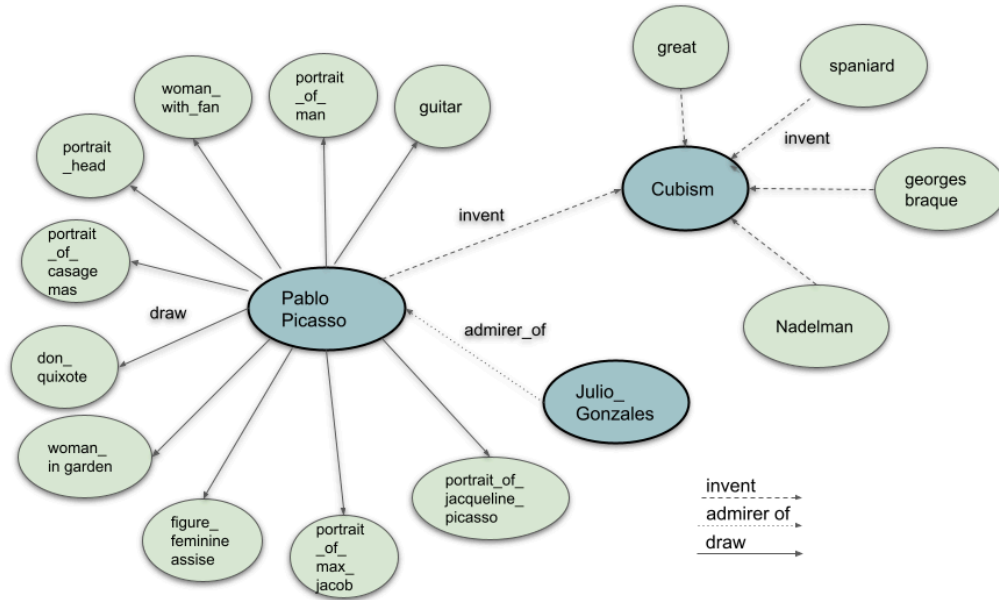 great
spaniard
woman_
with_fan
portrait
_of_
man
guitar
portrait
_head
invent
georges
braque
Cubism
invent
portrait
_of_
casage
mas
Pablo
Picasso
draw
admirer_of
Nadelman
don_
quixote
Julio_
Gonzales
woman_
in garden
portrait_of_
jacqueline_
picasso
figure_
feminine
assise
portrait
_of_
max_
jacob
invent
admirer of
draw